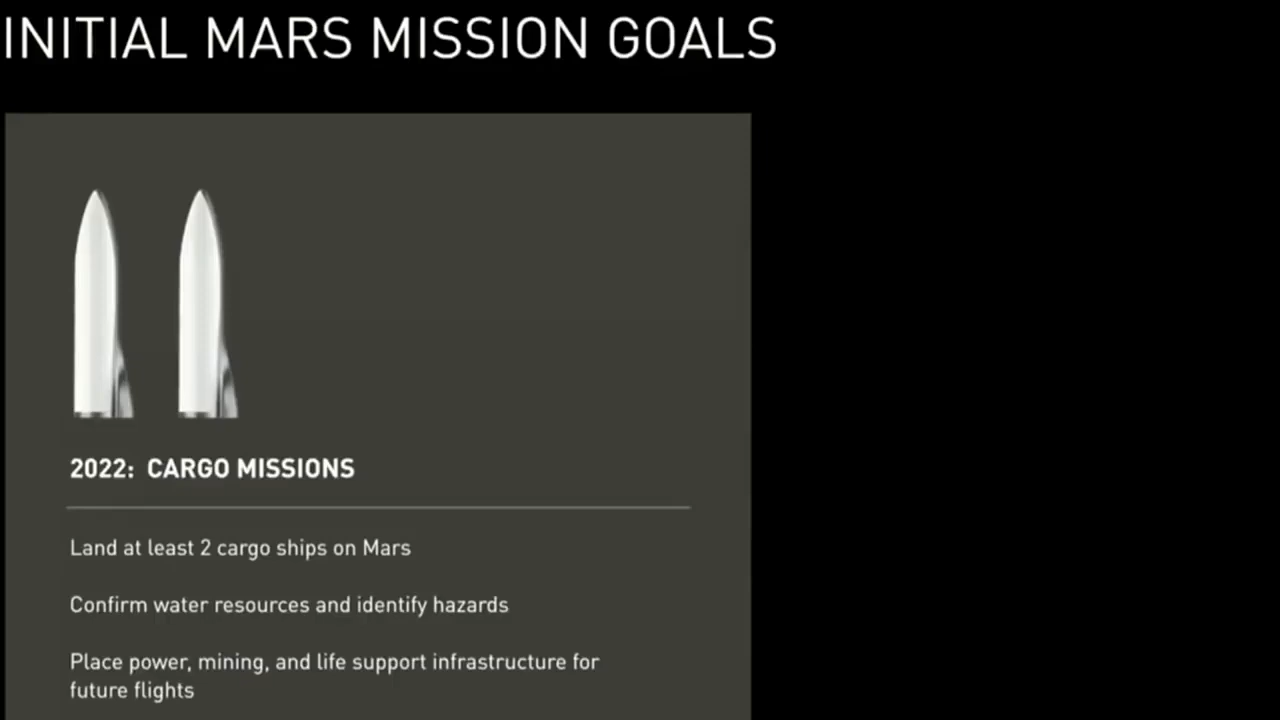 INITIAL MARS MISSION GOALS
2022: CARGO MISSIONS
Land at least 2 cargo ships on Mars
Confirm water resources and identify hazards
Place power, mining, and life support infrastructure for
future flights